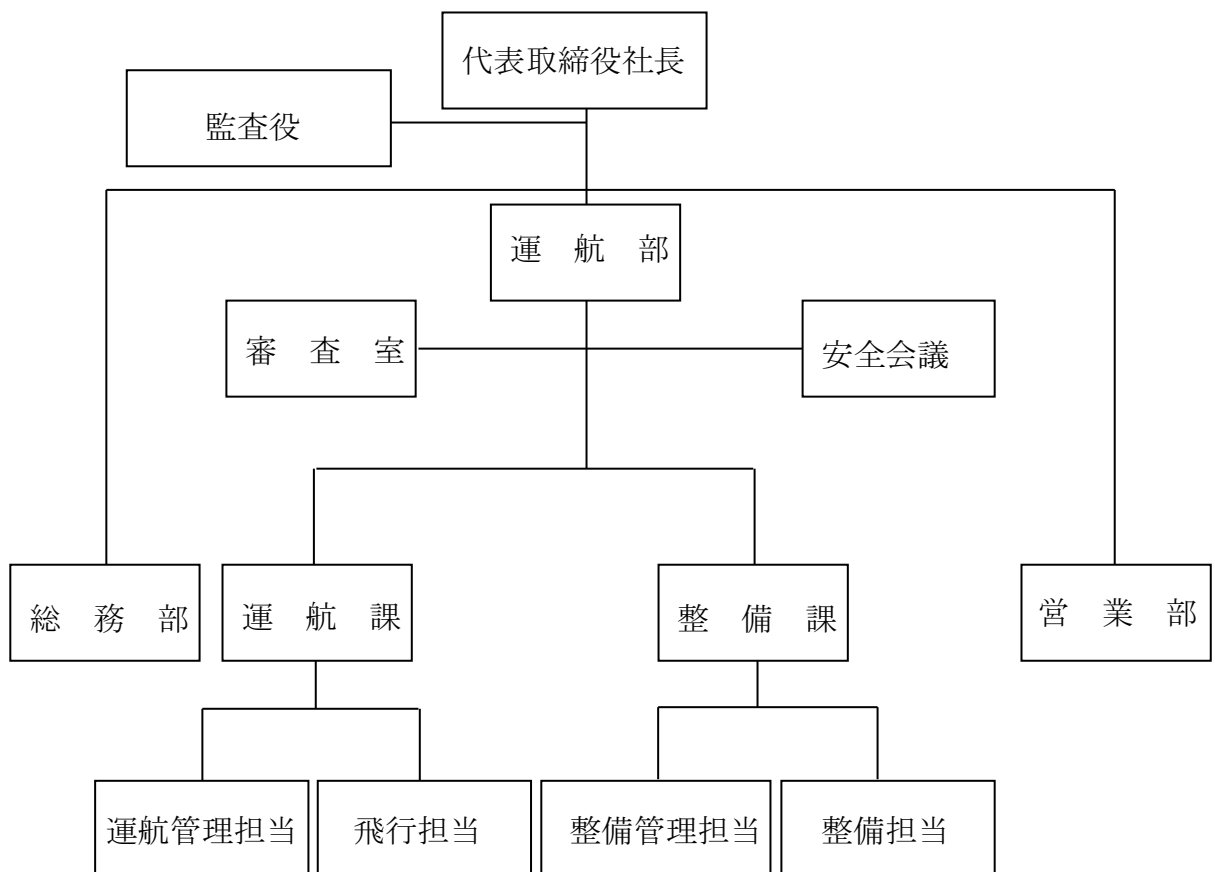 代表取締役社長
監査役
運　航　部
審　査　室
安全会議
総　務　部
運　航　課
整　備　課
営　業　部
運航管理担当
飛行担当
整備管理担当
整備担当